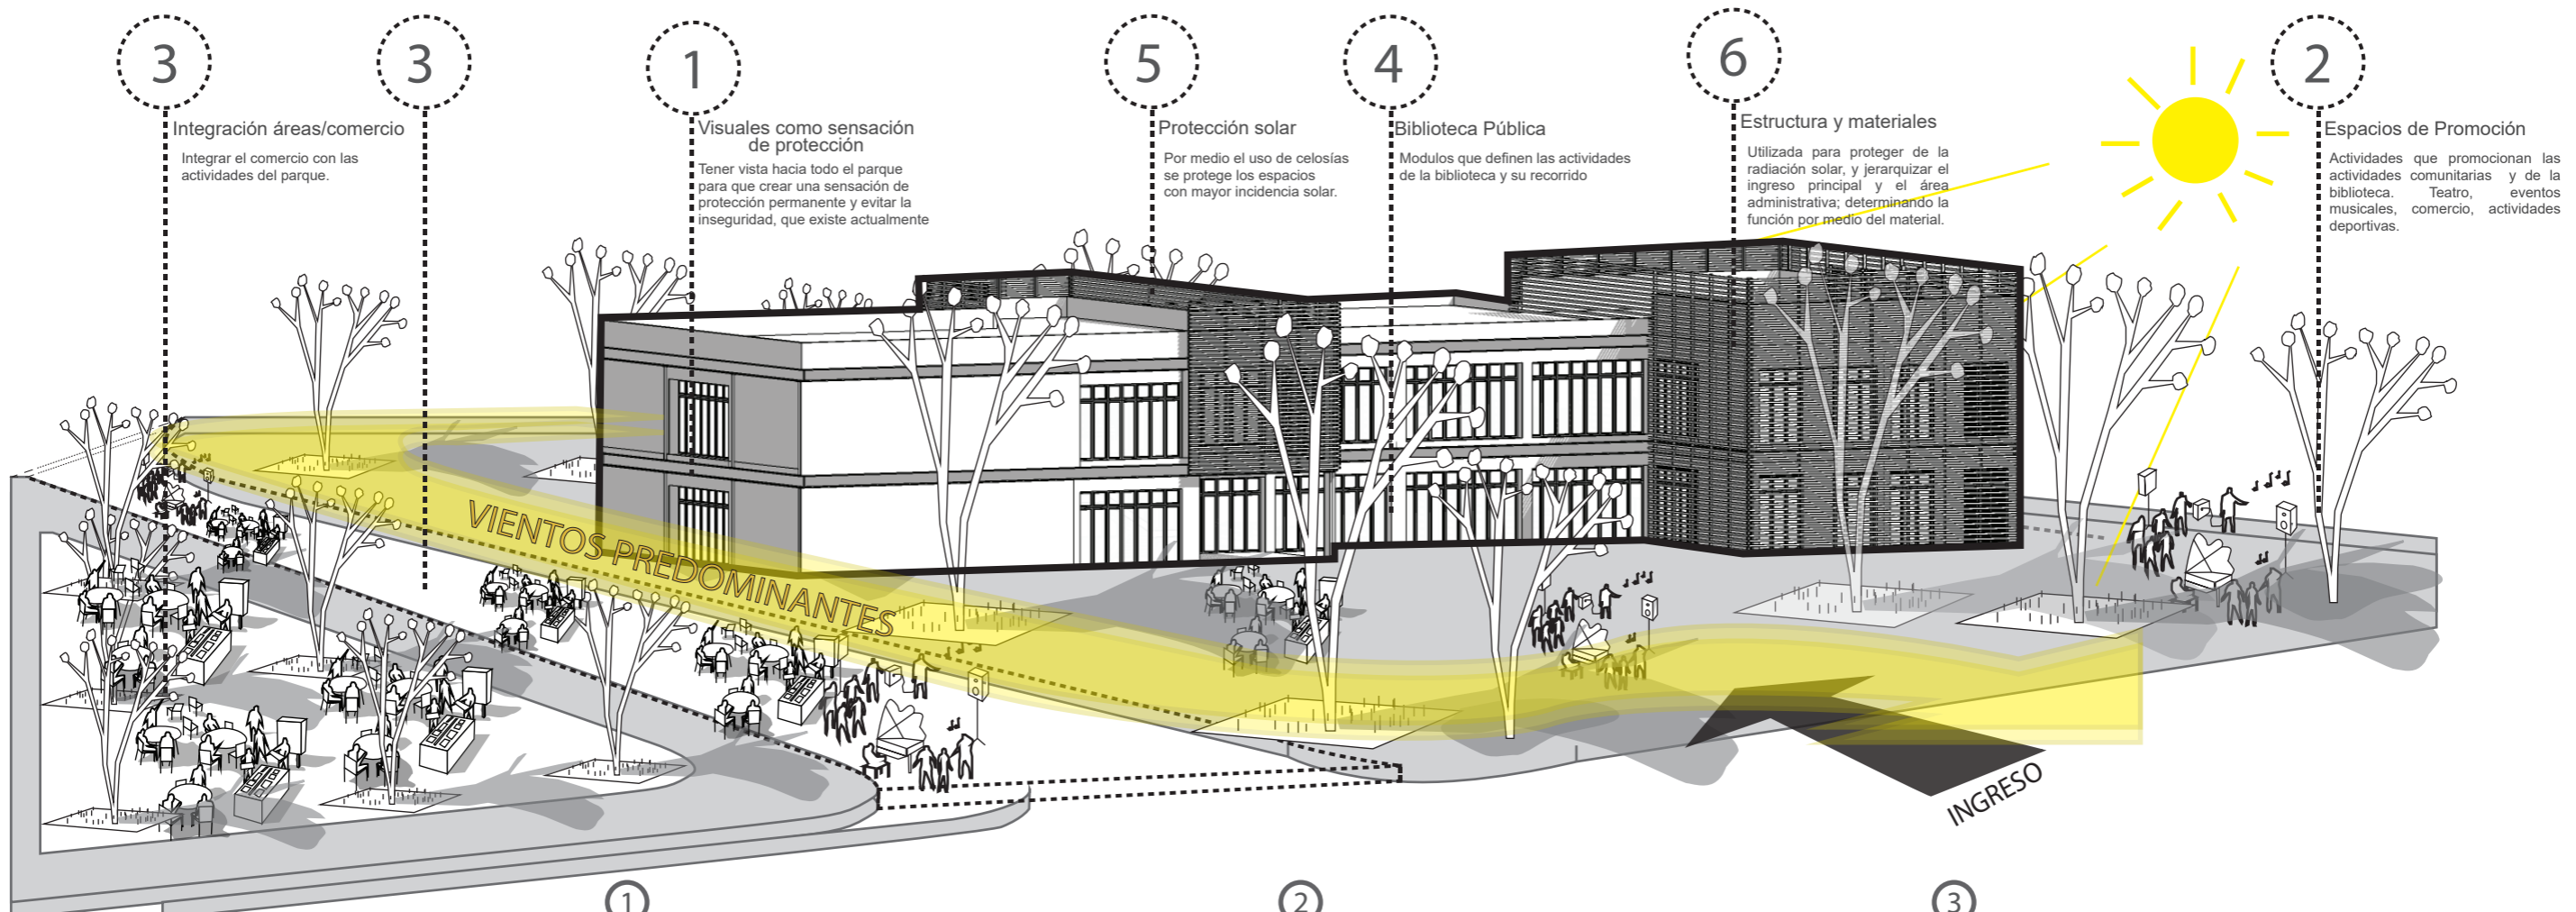 3
3
1
5
4
6
2
Integración áreas/comercio
Integrar el comercio con las
actividades del parque.
Visuales como sensación
de protección
Tener vista hacia todo el parque
para que crear una sensación de
protección permanente y evitar la
inseguridad, que existe actualmente
Protección solar
Por medio el uso de celosías
se protege los espacios
con mayor incidencia solar.
Biblioteca Pública
Modulos que definen las actividades
de la biblioteca y su recorrido
Estructura y materiales
Utilizada para proteger de la
radiación solar, y jerarquizar el
ingreso principal y el área
administrativa; determinando la
función por medio del material.
Espacios de Promoción
Actividades que promocionan las
actividades comunitarias y de la
biblioteca. Teatro, eventos
musicales, comercio, actividades
deportivas.
VIENTOS PREDOMINANTES
INGRESO
1
2
3